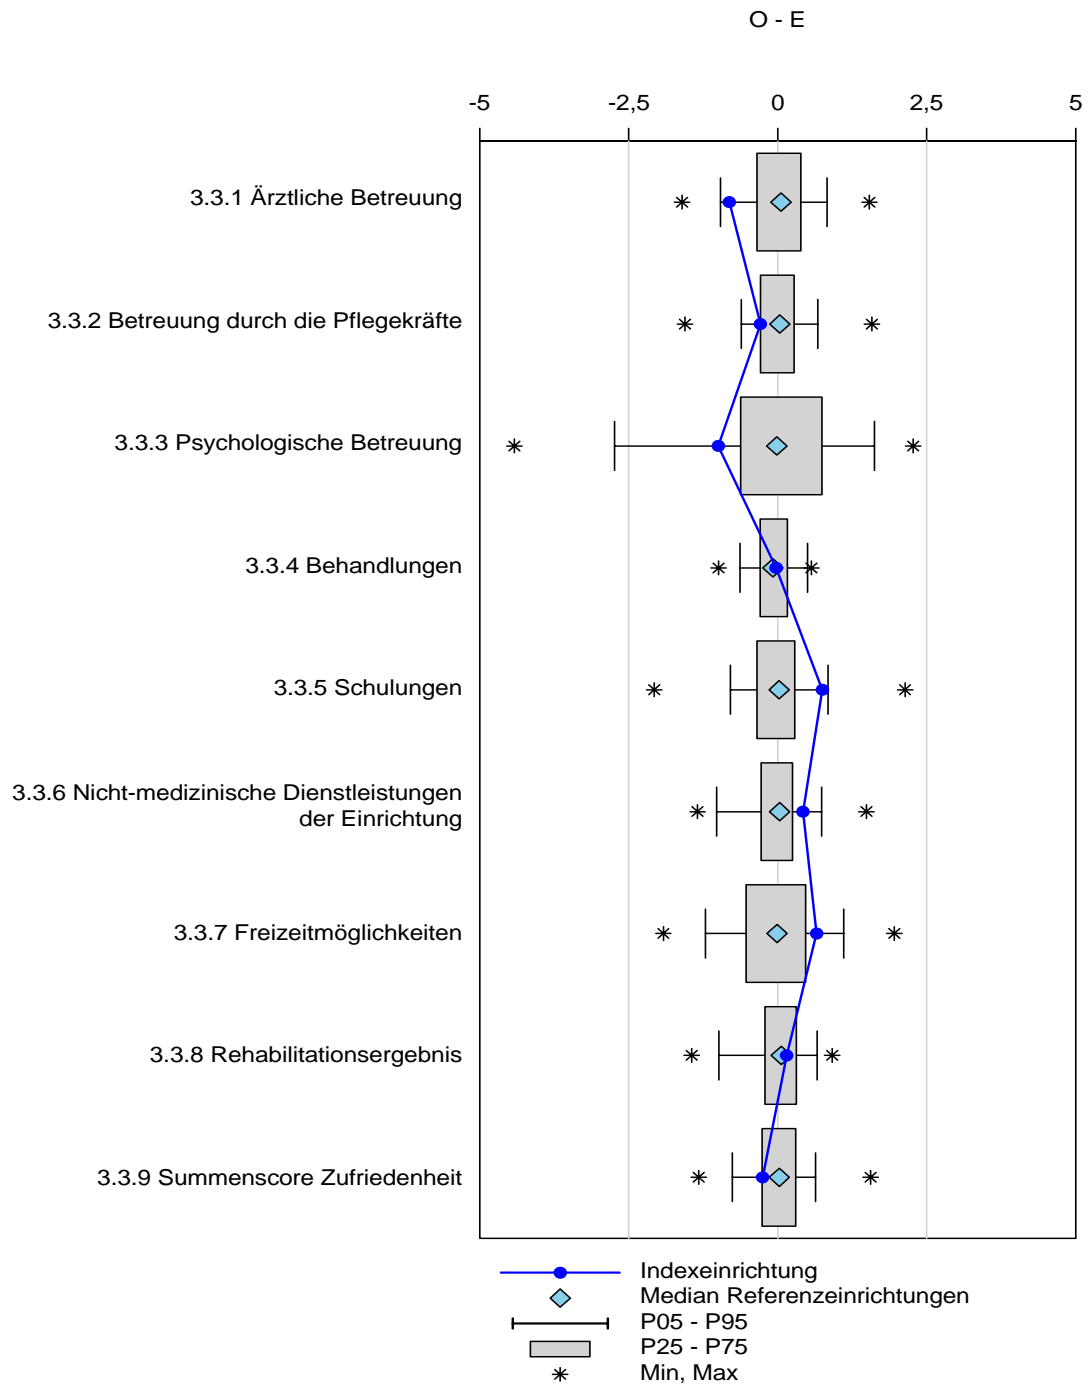 O - E
-5
-2,5
0
2,5
5
3.3.1 Ärztliche Betreuung
3.3.2 Betreuung durch die Pflegekräfte
3.3.3 Psychologische Betreuung
3.3.4 Behandlungen
3.3.5 Schulungen
3.3.6 Nicht-medizinische Dienstleistungen
der Einrichtung
3.3.7 Freizeitmöglichkeiten
3.3.8 Rehabilitationsergebnis
3.3.9 Summenscore Zufriedenheit
Indexeinrichtung
Median Referenzeinrichtungen
P05 - P95
P25 - P75
Min, Max